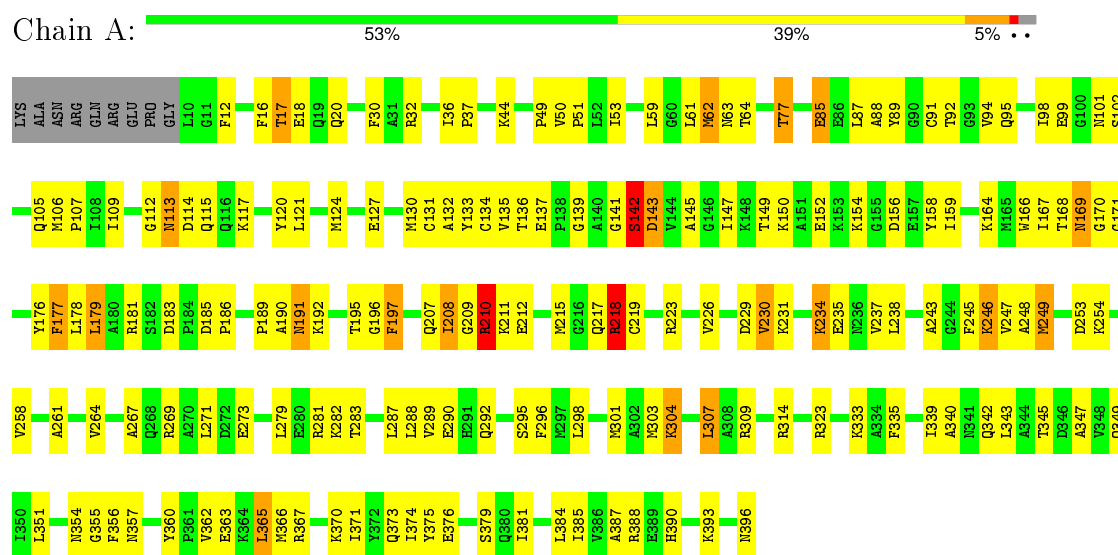 Chain A:
53% 39% 5% • •
LYS ALA ASN ARG GLN ARG GLU PRO GLY L10 G11 F12 F16 T17 E18 Q19 Q20 F30 A31 R32 I36 P37 K44 P49 V50 P51 L52 I53 L59 G60 L61 M62 N63 T64 T77 E85 E86 L87 A88 Y89 G90 C91 T92 G93 V94 Q95 I98 E99 G100 N101 S102
Q105 M106 P107 I108 I109 G112 N113 D114 Q115 Q116 K117 Y120 L121 M124 E127 M130 C131 A132 Y133 C134 V135 T136 E137 P138 G139 A140 G141 S142 D143 V144 A145 G146 I147 K148 T149 K150 A151 E152 K153 K154 G155 D156 E157 Y158 I159 K164 M165 W166 I167 T168 N169 G170 G171
Y176 F177 L178 L179 A180 R181 S182 D183 P184 D185 P186 P189 A190 N191 K192 T195 G196 F197 Q207 I208 G209 R210 K211 E212 M215 G216 Q217 R218 C219 R223 V226 D229 V230 K231 K234 E235 N236 V237 L238 A243 G244 F245 K246 V247 A248 M249 D253 K254
V258 A261 V264 A267 Q268 R269 A270 L271 D272 E273 L279 E280 R281 K282 T283 L287 L288 V289 E290 H291 Q292 S295 F296 M297 L298 M301 A302 M303 K304 L307 A308 R309 R314 R323 K333 A334 F335 I339 A340 N341 Q342 L343 A344 T345 D346 A347 V348 Q349
I350 L351 N354 G355 F356 N357 Y360 P361 V362 E363 K364 L365 M366 R367 K370 I371 Y372 Q373 I374 Y375 E376 S379 Q380 I381 L384 I385 V386 A387 R388 E389 H390 K393 N396